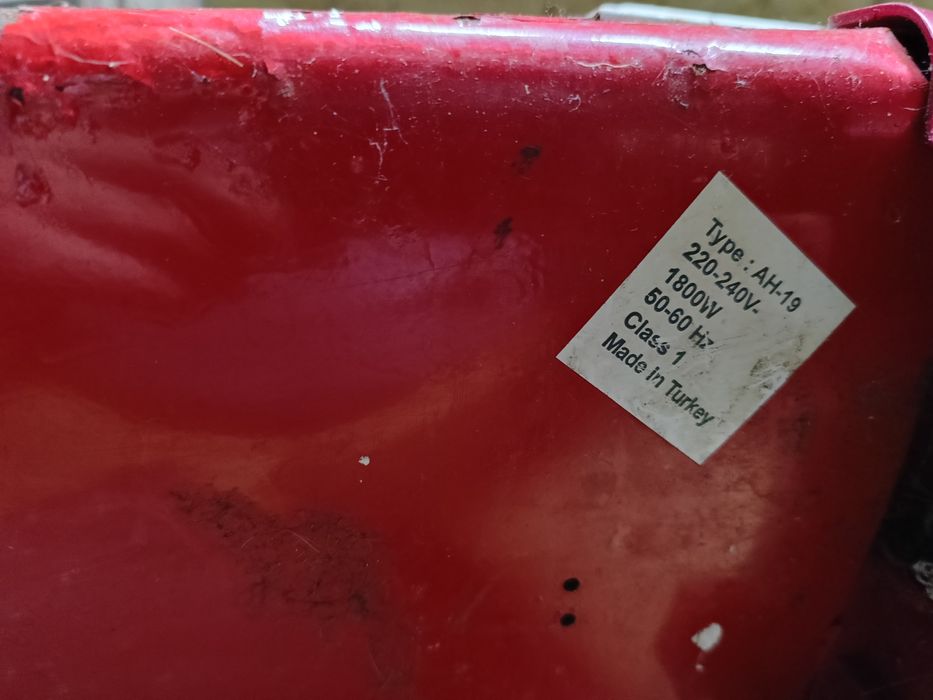 Type : AH-19
220-240V-
1800W
50-60 Hz
Class 1
Made in Turkey